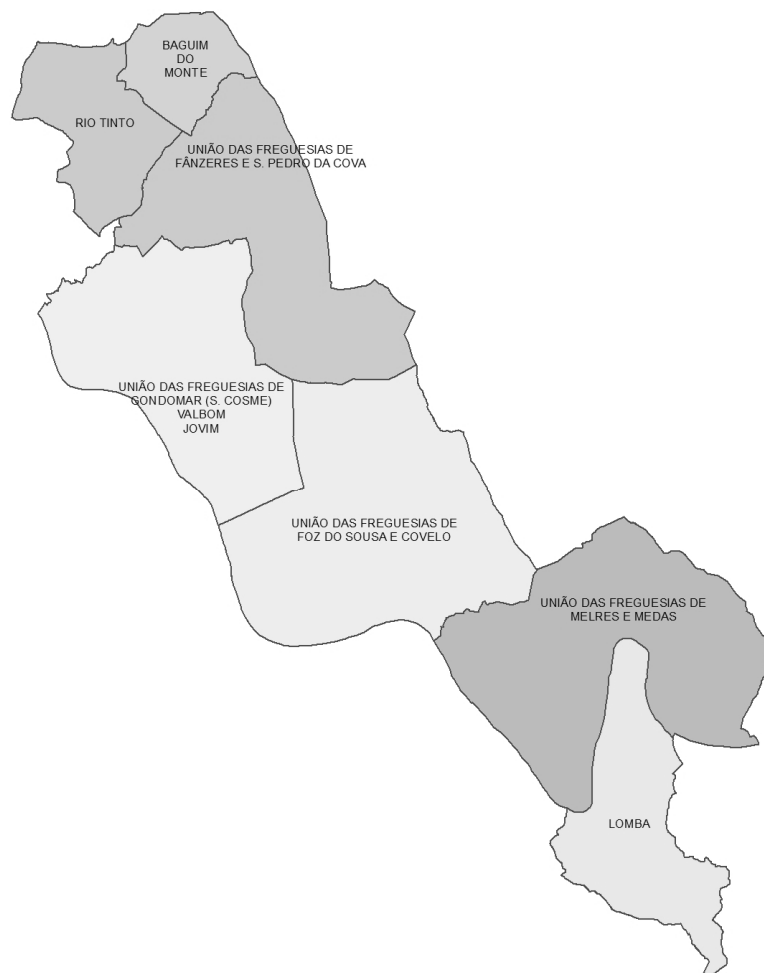 BAGUIM
DO
MONTE
RIO TINTO
UNIÃO DAS FREGUESIAS DE
FÂNZERES E S. PEDRO DA COVA
UNIÃO DAS FREGUESIAS DE
GONDOMAR (S. COSME)
VALBOM
JOVIM
UNIÃO DAS FREGUESIAS DE
FOZ DO SOUSA E COVELO
UNIÃO DAS FREGUESIAS DE
MELRES E MEDAS
LOMBA